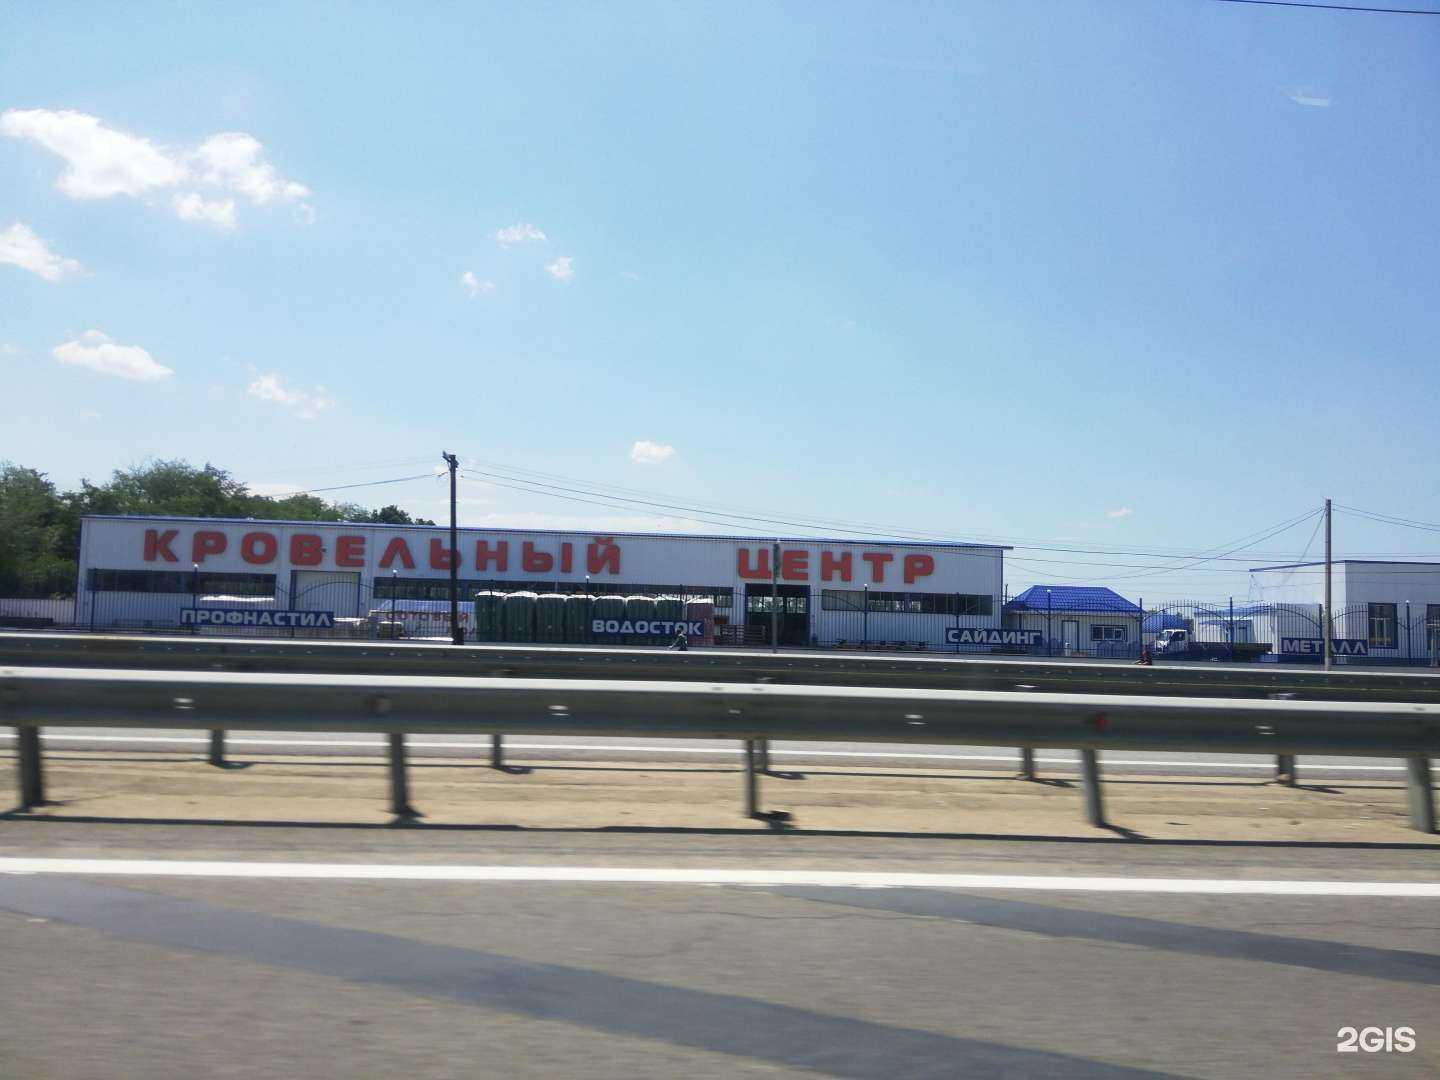 КРОВЕЛЬНЫЙ ЦЕНТР
ПРОФНАСТИЛ
ВОДОСТОК
САЙДИНГ
МЕТАЛЛ
2GIS